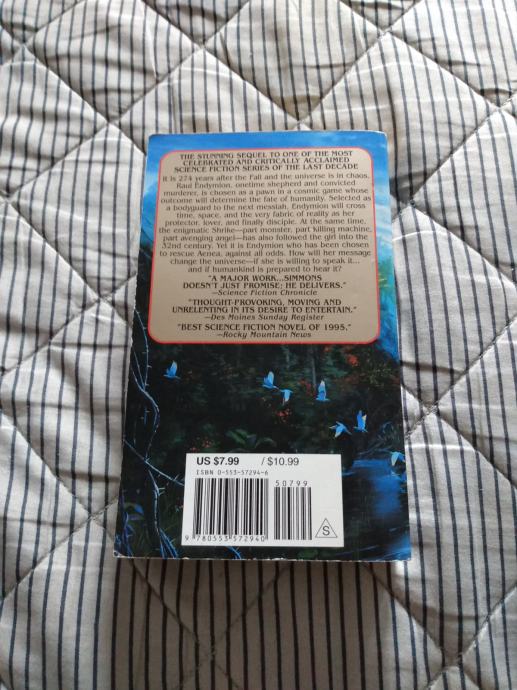 THE STUNNING SEQUEL TO ONE OF THE MOST
CELEBRATED AND CRITICALLY ACCLAIMED
SCIENCE FICTION SERIES OF THE LAST DECADE
It is 274 years after the Fall and the universe is in chaos.
Raul Endymion, onetime shepherd and convicted
murderer, is chosen as a pawn in a cosmic game whose
outcome will determine the fate of humanity. Selected as
a bodyguard to the next messiah, Endymion will cross
time, space, and the very fabric of reality as her
protector, lover, and finally disciple. At the same time,
the enigmatic Shrike—part monster, part killing machine,
part avenging angel—has also followed the girl into the
32nd century. Yet it is Endymion who has been chosen
to rescue Aenea, against all odds. How will her message
change the universe—if she is willing to speak it...
and if humankind is prepared to hear it?
"A MAJOR WORK...SIMMONS
DOESN'T JUST PROMISE; HE DELIVERS."
—Science Fiction Chronicle
"THOUGHT-PROVOKING, MOVING AND
UNRELENTING IN ITS DESIRE TO ENTERTAIN."
—Des Moines Sunday Register
"BEST SCIENCE FICTION NOVEL OF 1995."
—Rocky Mountain News
US $7.99 / $10.99
ISBN 0-553-57294-6
50799
9 780553 572940
S